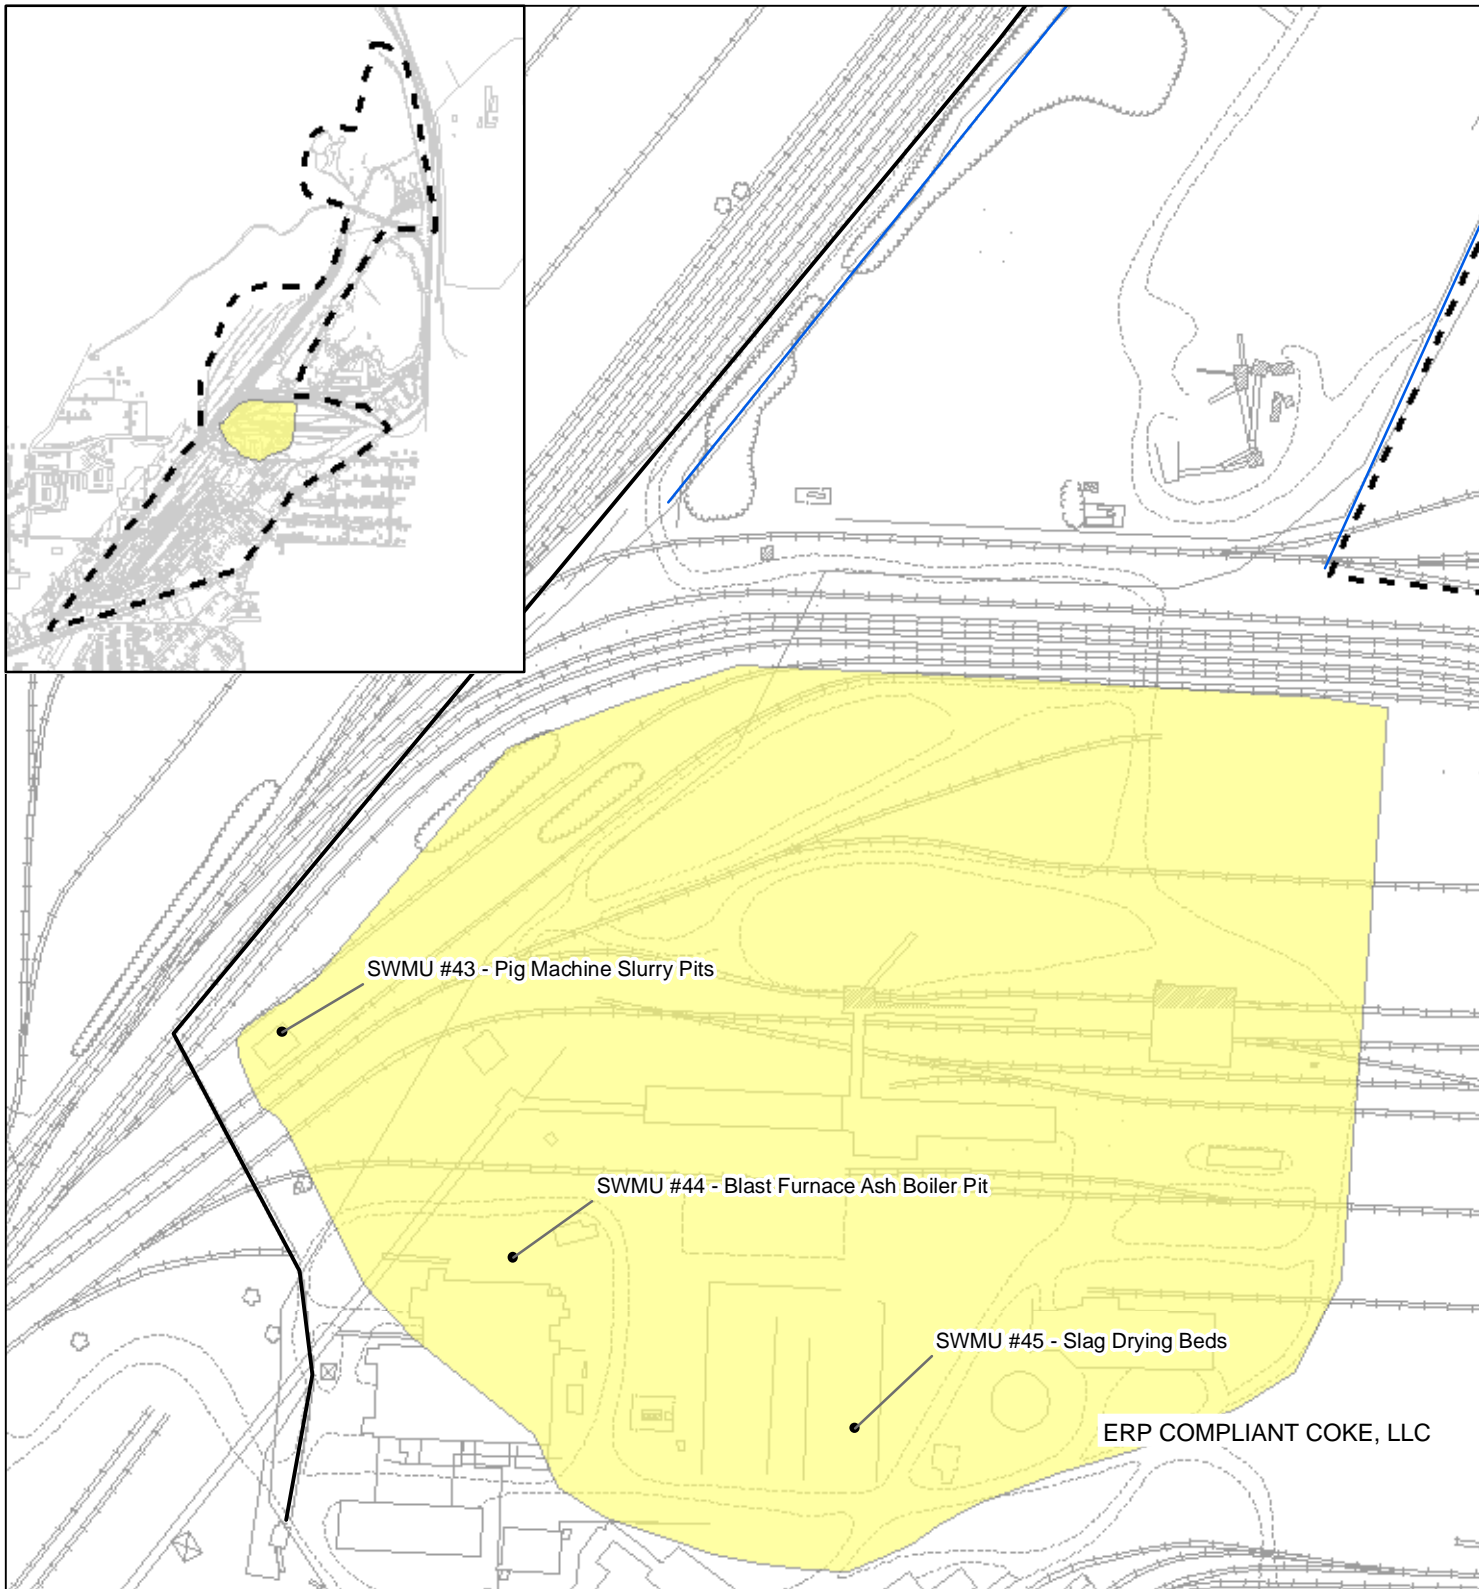 SWMU #43 - Pig Machine Slurry Pits
SWMU #44 - Blast Furnace Ash Boiler Pit
SWMU #45 - Slag Drying Beds
ERP COMPLIANT COKE, LLC